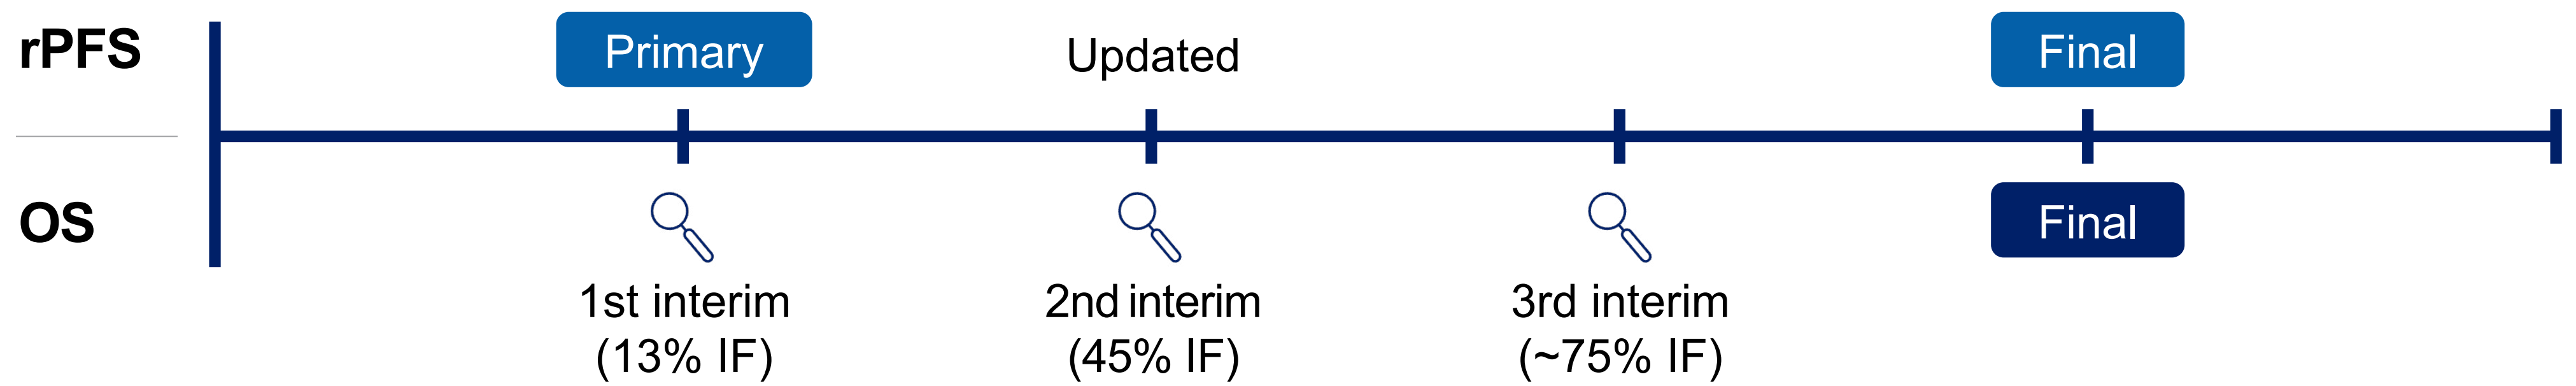 rPFS
Primary
Updated
Final
OS
Final
1st interim
(13% IF)
2nd interim
(45% IF)
3rd interim
(~75% IF)